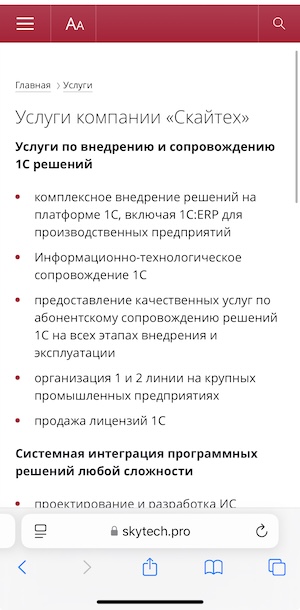 АА
Главная 〉Услуги
Услуги компании «Скайтех»
Услуги по внедрению и сопровождению
1С решений
комплексное внедрение решений на
платформе 1С, включая 1С:ERP для
производственных предприятий
Информационно-технологическое
сопровождение 1С
предоставление качественных услуг по
абонентскому сопровождению решений
1С на всех этапах внедрения и
эксплуатации
организация 1 и 2 линии на крупных
промышленных предприятиях
продажа лицензий 1С
Системная интеграция программных
решений любой сложности
проектирование и разработка ИС
skytech.pro